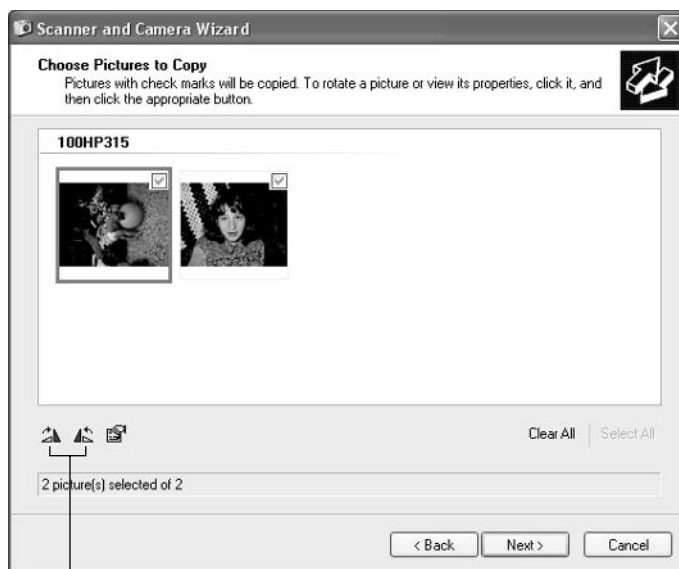 Scanner and Camera Wizard
Choose Pictures to Copy
Pictures with check marks will be copied. To rotate a picture or view its properties, click it, and
then click the appropriate button.
100HP315
Clear All
Select All
2 picture(s) selected of 2
< Back
Next >
Cancel